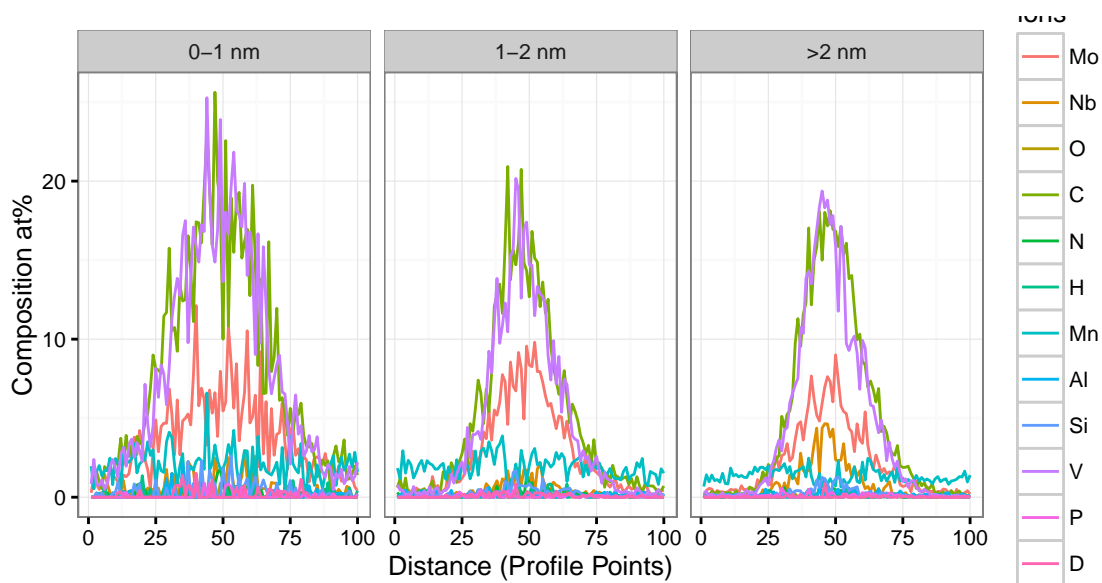 Ions
0−1 nm
1−2 nm
>2 nm
Composition at%
20
10
0
0 25 50 75 100
0 25 50 75 100
0 25 50 75 100
Distance (Profile Points)
Mo
Nb
O
C
N
H
Mn
Al
Si
V
P
D